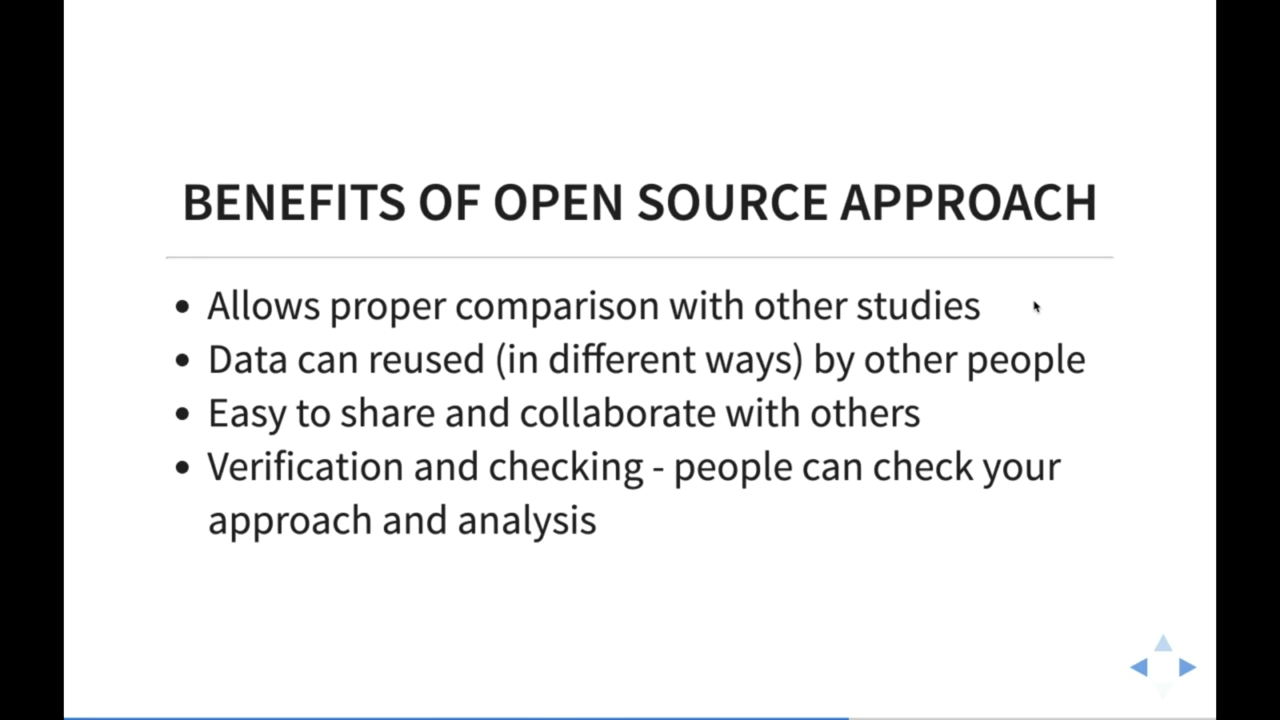 BENEFITS OF OPEN SOURCE APPROACH
• Allows proper comparison with other studies
• Data can reused (in different ways) by other people
• Easy to share and collaborate with others
• Verification and checking - people can check your
approach and analysis